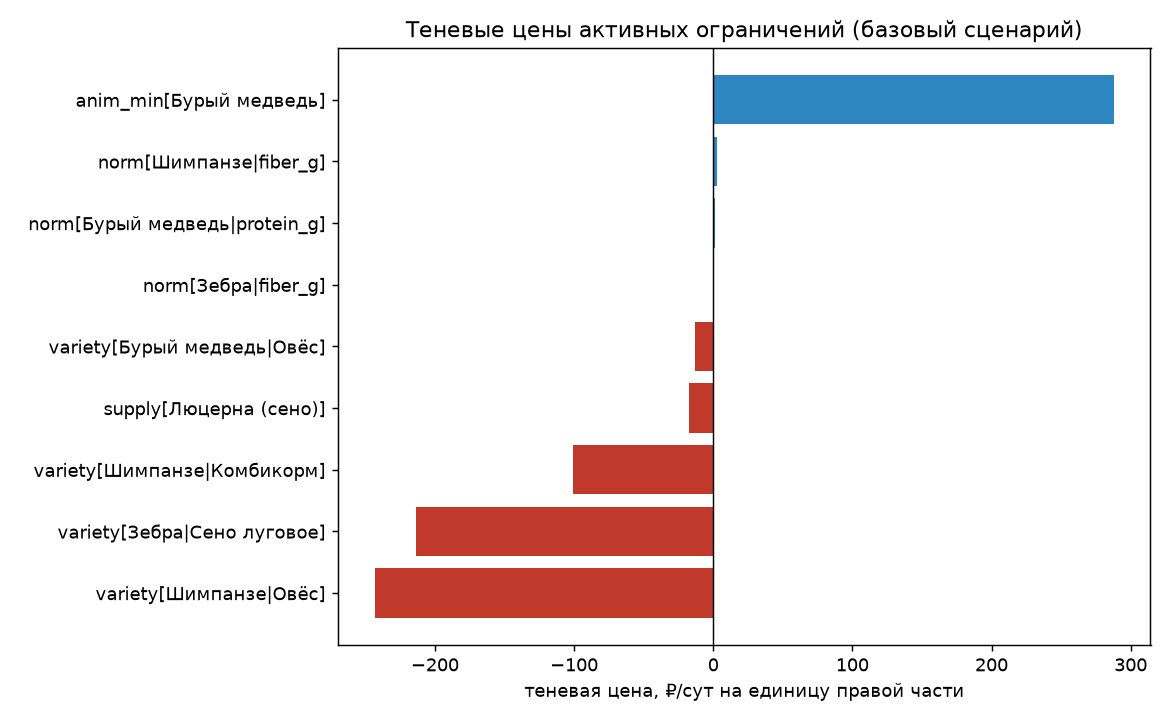 Теневые цены активных ограничений (базовый сценарий)
anim_min[Бурый медведь]
norm[Шимпанзе|fiber_g]
norm[Бурый медведь|protein_g]
norm[Зебра|fiber_g]
variety[Бурый медведь|Овёс]
supply[Люцерна (сено)]
variety[Шимпанзе|Комбикорм]
variety[Зебра|Сено луговое]
variety[Шимпанзе|Овёс]
−200 −100 0 100 200 300
теневая цена, ₽/сут на единицу правой части